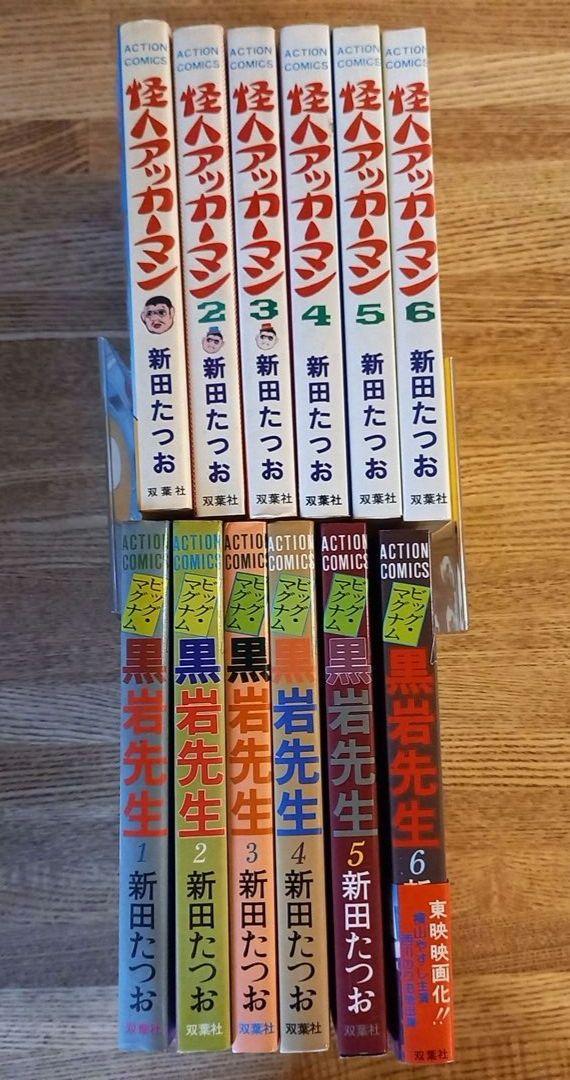 ACTION
COMICS
怪人アッカーマン
新田たつお
双葉社
ACTION
COMICS
怪人アッカーマン
2
新田たつお
双葉社
ACTION
COMICS
怪人アッカーマン
3
新田たつお
双葉社
ACTION
COMICS
怪人アッカーマン
4
新田たつお
双葉社
ACTION
COMICS
怪人アッカーマン
5
新田たつお
双葉社
ACTION
COMICS
怪人アッカーマン
6
新田たつお
双葉社
ACTION
COMICS
ビッグ・
マグナム
黒岩先生
1
新田たつお
双葉社
ACTION
COMICS
ビッグ・
マグナム
黒岩先生
2
新田たつお
双葉社
ACTION
COMICS
ビッグ・
マグナム
黒岩先生
3
新田たつお
双葉社
ACTION
COMICS
ビッグ・
マグナム
黒岩先生
4
新田たつお
双葉社
ACTION
COMICS
ビッグ・
マグナム
黒岩先生
5
新田たつお
双葉社
ACTION
COMICS
ビッグ・
マグナム
黒岩先生
6
東映映画化!!
横山やすし主演
双葉社